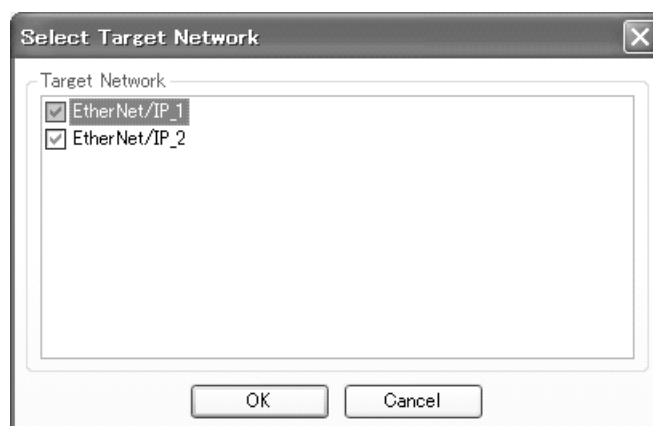 Select Target Network
Target Network
EtherNet/IP_1
EtherNet/IP_2
OK
Cancel